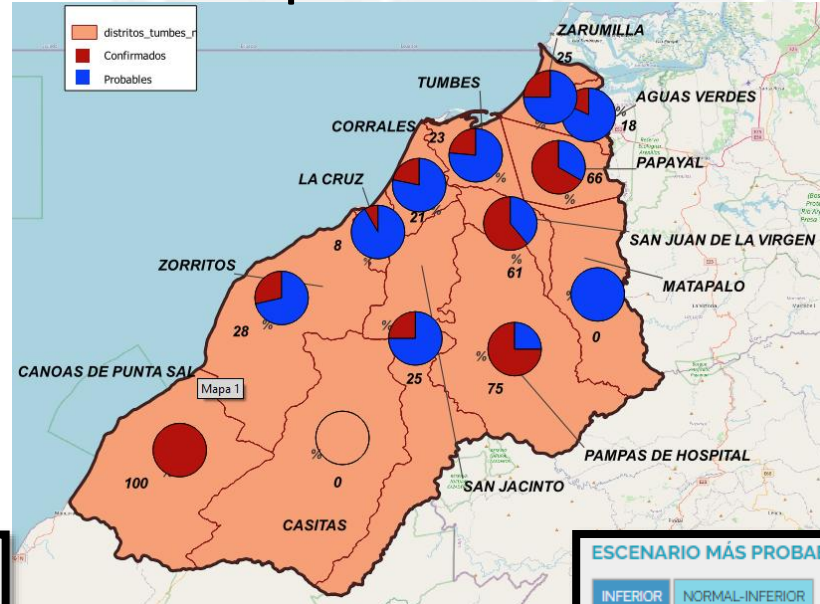 distritos_tumbes_r
Confirmados
Probables
ZARUMILLA
25
%
TUMBES
AGUAS VERDES
%
18
CORRALES
23
%
PAPAYAL
66
%
LA CRUZ
21
%
SAN JUAN DE LA VIRGEN
8
%
%
61
ZORRITOS
MATAPALO
%
0
28
%
%
25
%
75
CANOAS DE PUNTA SAL
Mapa 1
PAMPAS DE HOSPITAL
100
%
%
0
SAN JACINTO
CASITAS
ESCENARIO MÁS PROBA
INFERIOR
NORMAL-INFERIOR